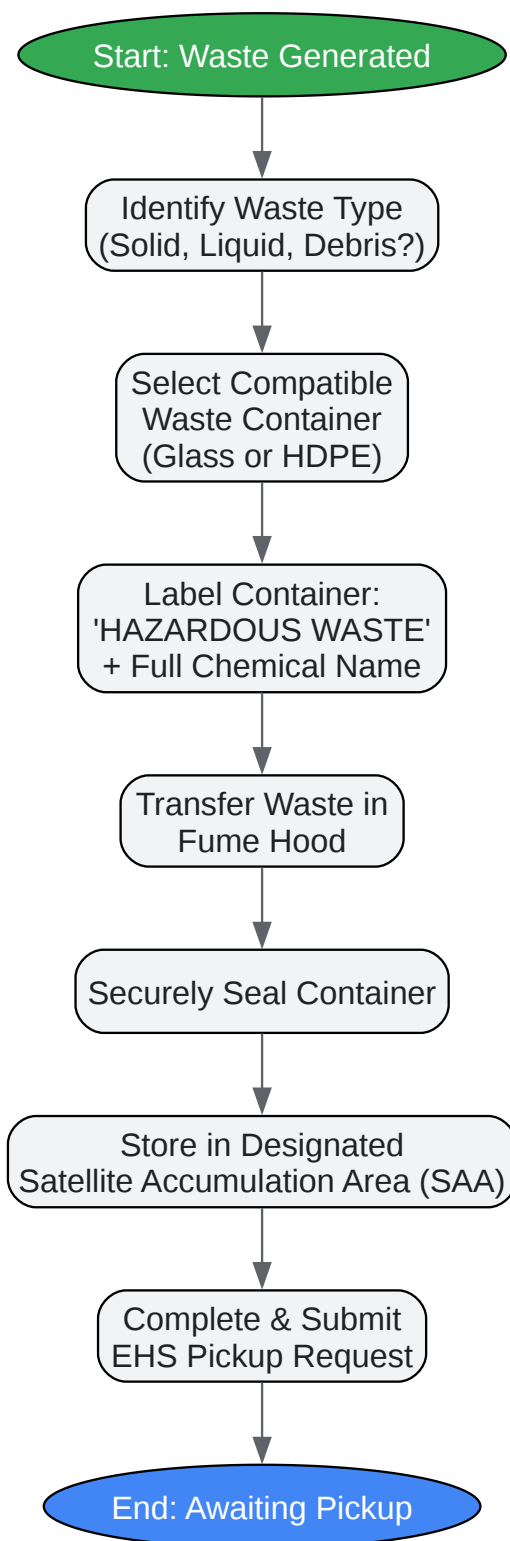 Start: Waste Generated
Identify Waste Type
(Solid, Liquid, Debris?)
Select Compatible
Waste Container
(Glass or HDPE)
Label Container:
'HAZARDOUS WASTE'
+ Full Chemical Name
Transfer Waste in
Fume Hood
Securely Seal Container
Store in Designated
Satellite Accumulation Area (SAA)
Complete & Submit
EHS Pickup Request
End: Awaiting Pickup